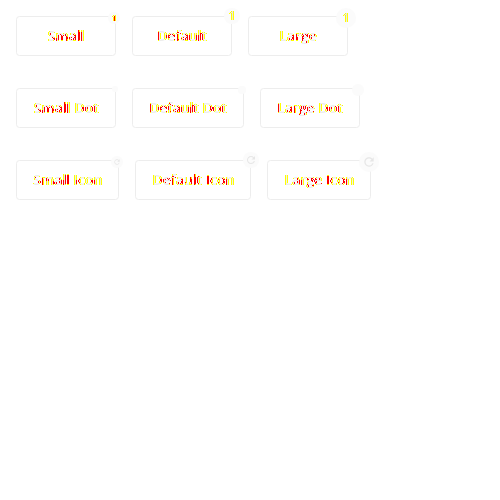 Small 1 Default 1 Large 1
Small Dot Default Dot Large Dot
Small Icon Default Icon Large Icon